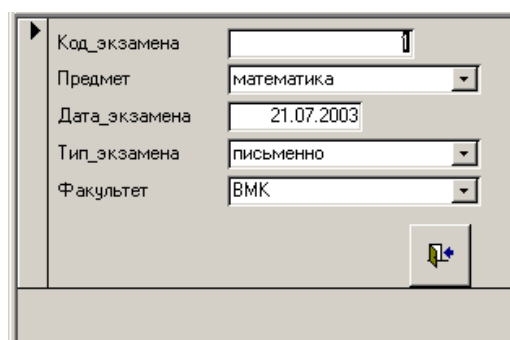 Код_экзамена 1
Предмет математика
Дата_экзамена 21.07.2003
Тип_экзамена письменно
Факультет ВМК